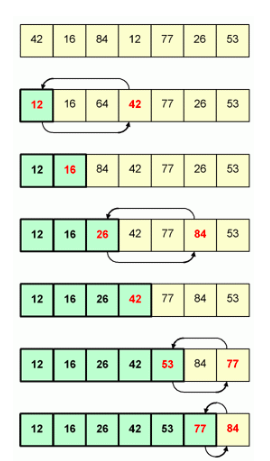 42 16 84 12 77 26 53
12 16 64 42 77 26 53
12 16 84 42 77 26 53
12 16 26 42 77 84 53
12 16 26 42 77 84 53
12 16 26 42 53 84 77
12 16 26 42 53 77 84